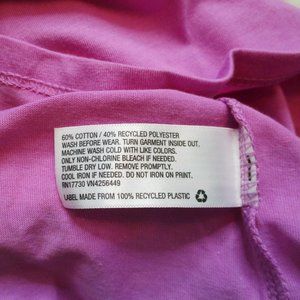 60% COTTON / 40% RECYCLED POLYESTER
WASH BEFORE WEAR. TURN GARMENT INSIDE OUT.
MACHINE WASH COLD WITH LIKE COLORS.
ONLY NON-CHLORINE BLEACH IF NEEDED.
TUMBLE DRY LOW. REMOVE PROMPTLY.
COOL IRON IF NEEDED. DO NOT IRON ON PRINT.
RN17730 VN4256449
LABEL MADE FROM 100% RECYCLED PLASTIC